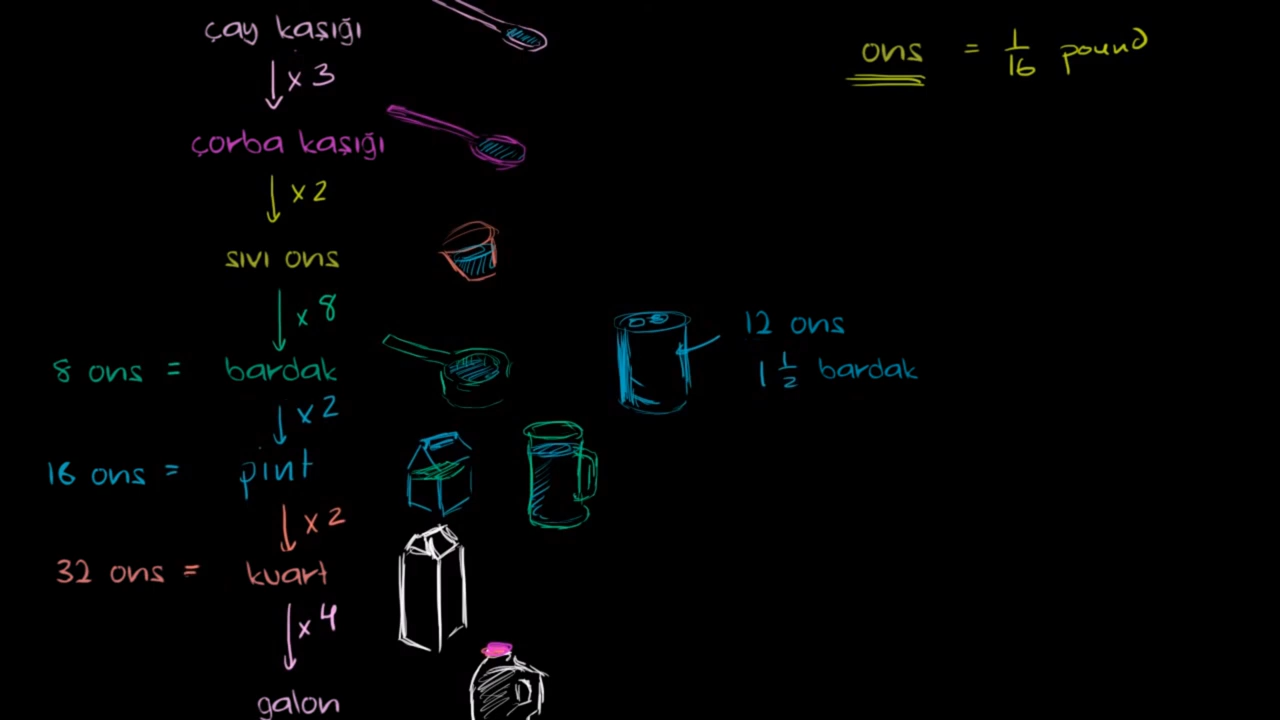 çay kaşığı
x 3
çorba kaşığı
x 2
sıvı ons
x 8
8 ons = bardak
x 2
16 ons = pint
x 2
32 ons = kuart
x 4
galon
12 ons
1 1/2 bardak
ons = 1/16 pound